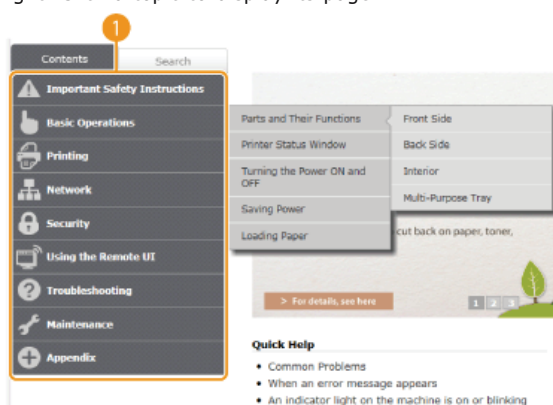 1
Contents
Search
Important Safety Instructions
Basic Operations
Printing
Network
Security
Using the Remote UI
Troubleshooting
Maintenance
Appendix
Parts and Their Functions
Printer Status Window
Turning the Power ON and
OFF
Saving Power
Loading Paper
Front Side
Back Side
Interior
Multi-Purpose Tray
cut back on paper, toner,
> For details, see here
1 2 3
Quick Help
• Common Problems
• When an error message appears
• An indicator light on the machine is on or blinking